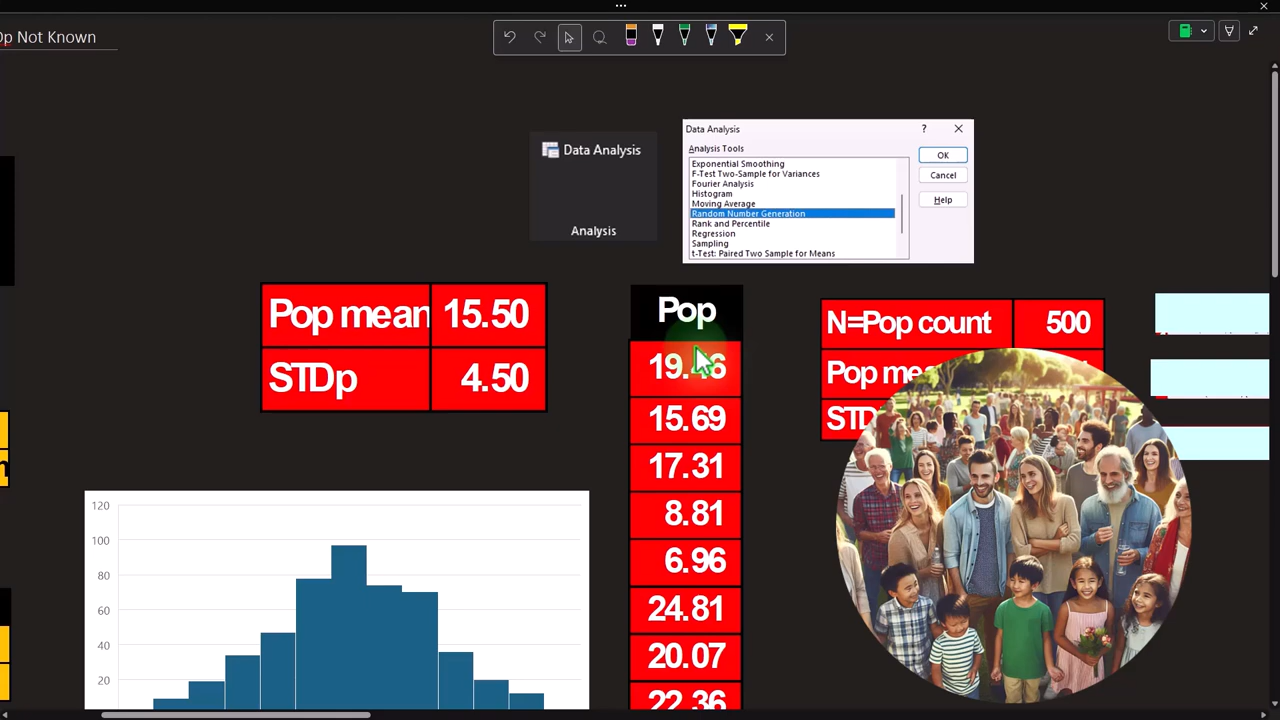 Op Not Known
Data Analysis
Analysis
Data Analysis
?
Analysis Tools
Exponential Smoothing
F-Test Two-Sample for Variances
Fourier Analysis
Histogram
Moving Average
Random Number Generation
Rank and Percentile
Regression
Sampling
t-Test: Paired Two Sample for Means
OK
Cancel
Help
Pop mean 15.50
STDp 4.50
Pop
15.69
17.31
8.81
6.96
24.81
20.07
22.36
N=Pop count 500
Pop me
STD
120
100
80
60
40
20